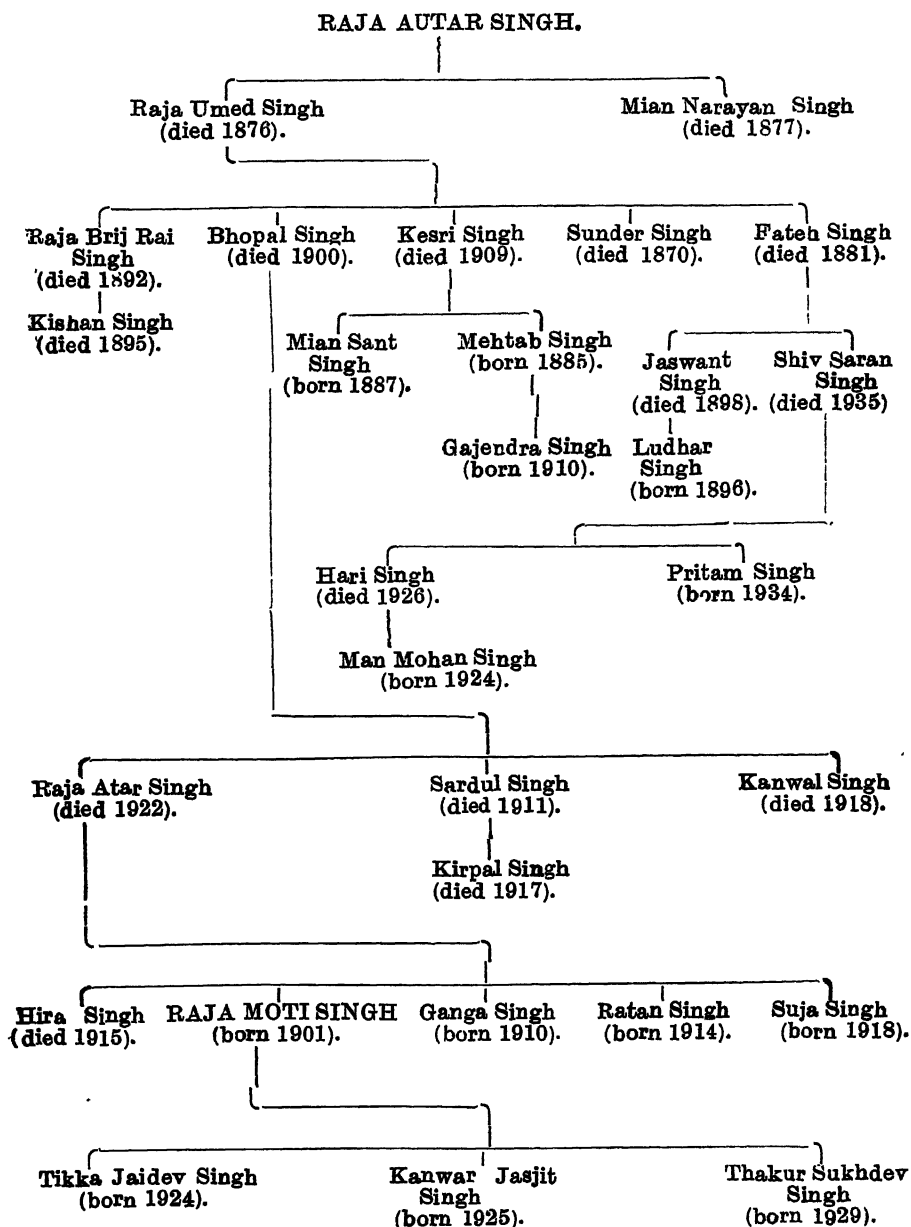 RAJA AUTAR SINGH.
Raja Umed Singh
(died 1876).
Mian Narayan Singh
(died 1877).
Raja Brij Rai
Singh
(died 1892).
Bhopal Singh
(died 1900).
Kesri Singh
(died 1909).
Sunder Singh
(died 1870).
Fateh Singh
(died 1881).
Kishan Singh
(died 1895).
Mian Sant
Singh
(born 1887).
Mehtab Singh
(born 1885).
Jaswant
Singh
(died 1898).
Shiv Saran
Singh
(died 1935)
Gajendra Singh
(born 1910).
Ludhar
Singh
(born 1896).
Hari Singh
(died 1926).
Pritam Singh
(born 1934).
Man Mohan Singh
(born 1924).
Raja Atar Singh
(died 1922).
Sardul Singh
(died 1911).
Kanwal Singh
(died 1918).
Kirpal Singh
(died 1917).
Hira Singh
(died 1915).
RAJA MOTI SINGH
(born 1901).
Ganga Singh
(born 1910).
Ratan Singh
(born 1914).
Suja Singh
(born 1918).
Tikka Jaidev Singh
(born 1924).
Kanwar Jasjit
Singh
(born 1925).
Thakur Sukhdev
Singh
(born 1929).